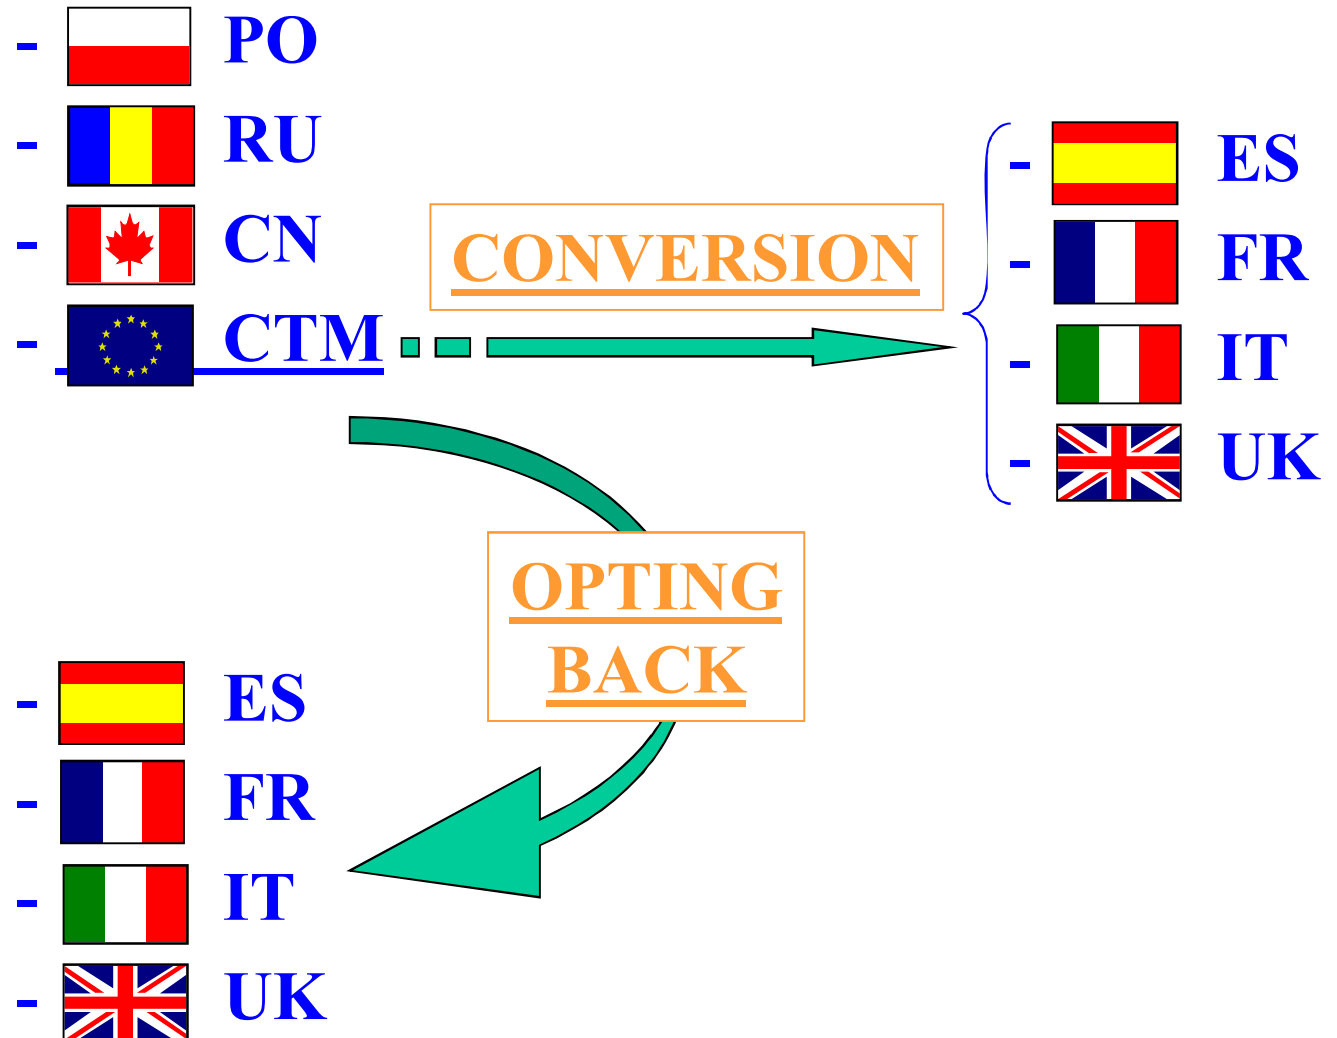 - PO
- RU
- CN
- CTM
CONVERSION
- ES
- FR
- IT
- UK
OPTING
BACK
- ES
- FR
- IT
- UK